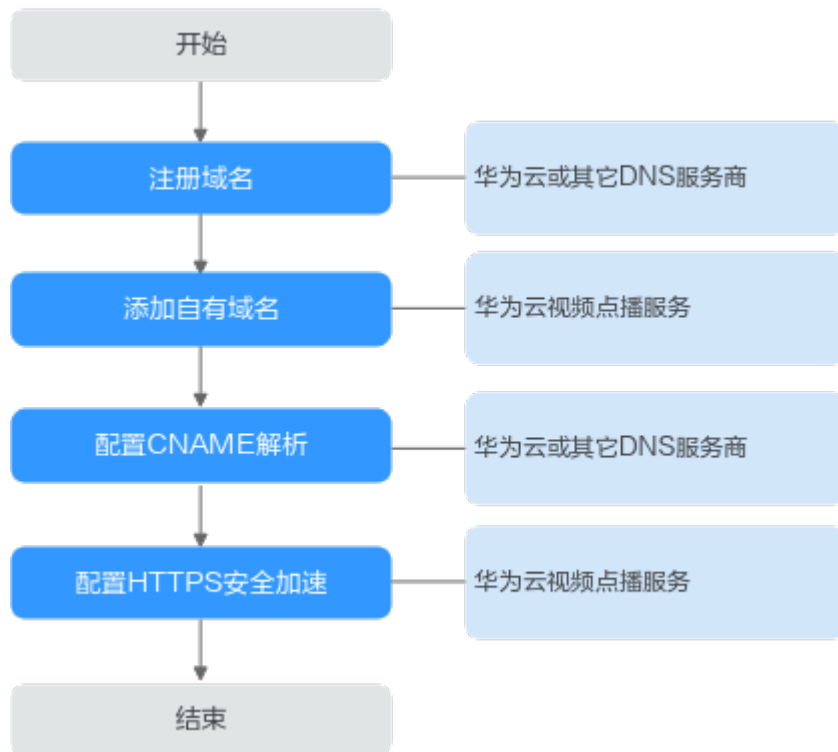 开始
注册域名
华为云或其它DNS服务商
添加自有域名
华为云视频点播服务
配置CNAME解析
华为云或其它DNS服务商
配置HTTPS安全加速
华为云视频点播服务
结束